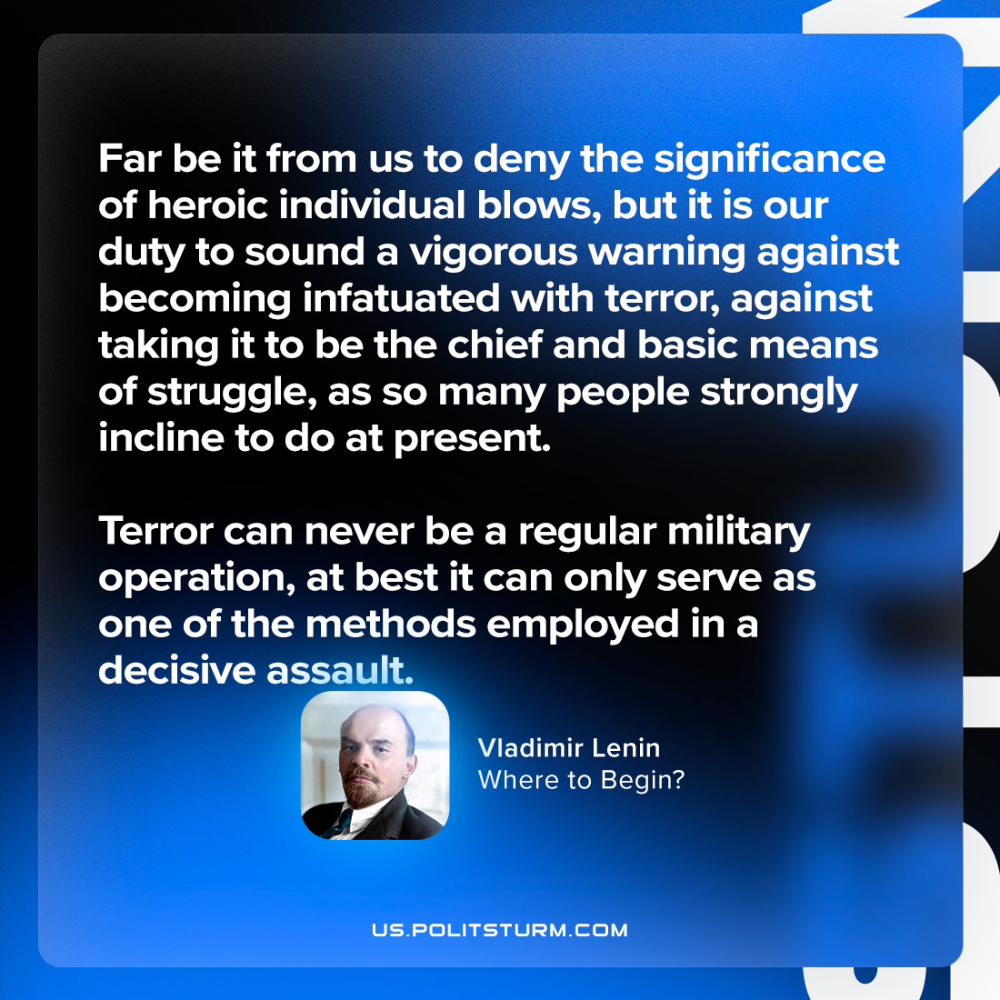 Far be it from us to deny the significance
of heroic individual blows, but it is our
duty to sound a vigorous warning against
becoming infatuated with terror, against
taking it to be the chief and basic means
of struggle, as so many people strongly
incline to do at present.
Terror can never be a regular military
operation, at best it can only serve as
one of the methods employed in a
decisive assault.
Vladimir Lenin
Where to Begin?
US.POLITSTURM.COM